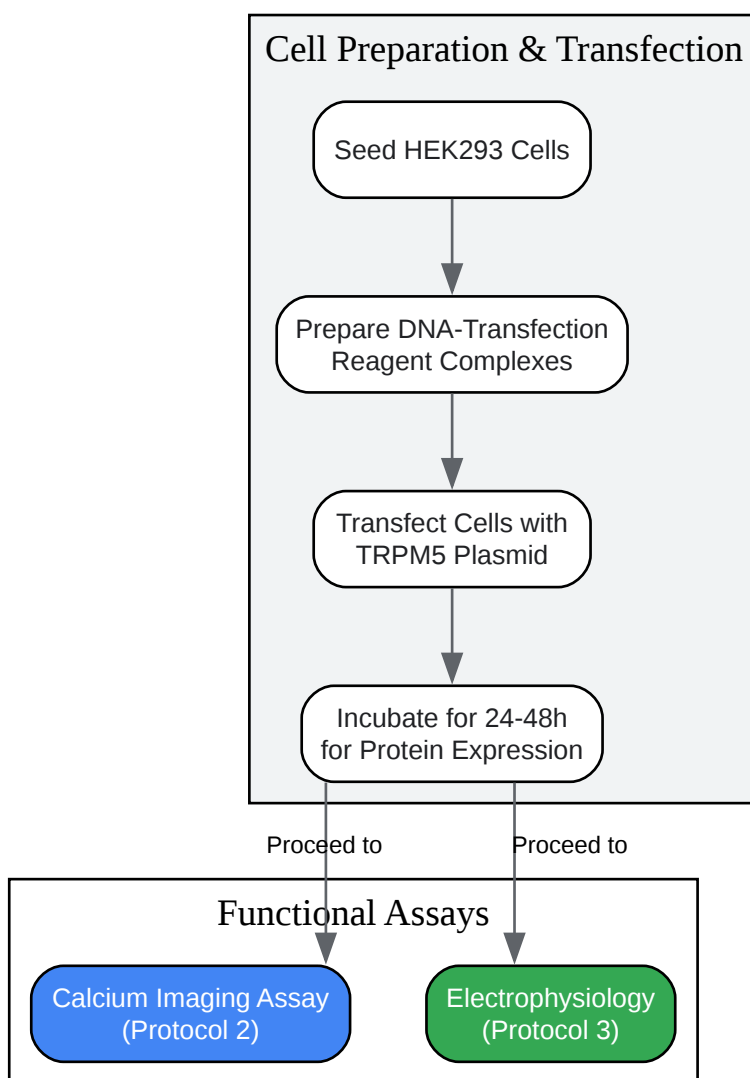 Cell Preparation & Transfection
Seed HEK293 Cells
Prepare DNA-Transfection
Reagent Complexes
Transfect Cells with
TRPM5 Plasmid
Incubate for 24-48h
for Protein Expression
Proceed to
Proceed to
Functional Assays
Calcium Imaging Assay
(Protocol 2)
Electrophysiology
(Protocol 3)